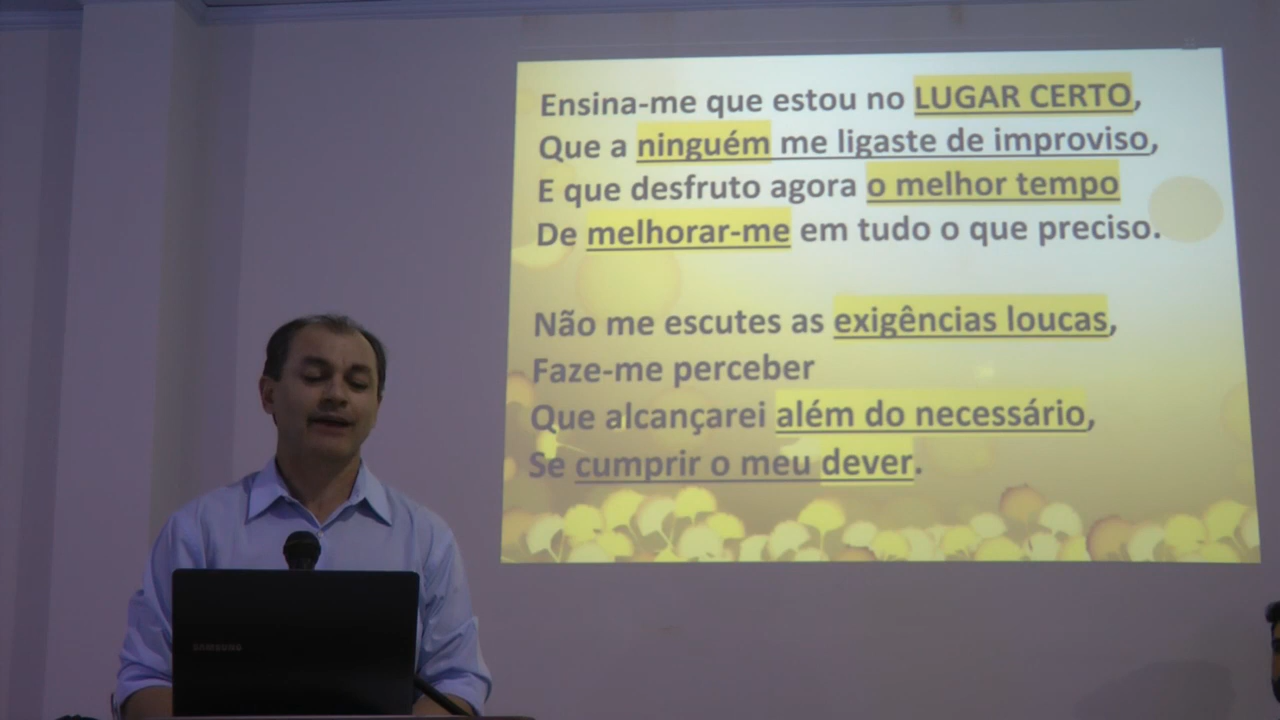 Ensina-me que estou no LUGAR CERTO,
Que a ninguém me ligaste de improviso,
E que desfruto agora o melhor tempo
De melhorar-me em tudo o que preciso.
Não me escutes as exigências loucas,
Faze-me perceber
Que alcançarei além do necessário,
Se cumprir o meu dever.
SAMSUNG